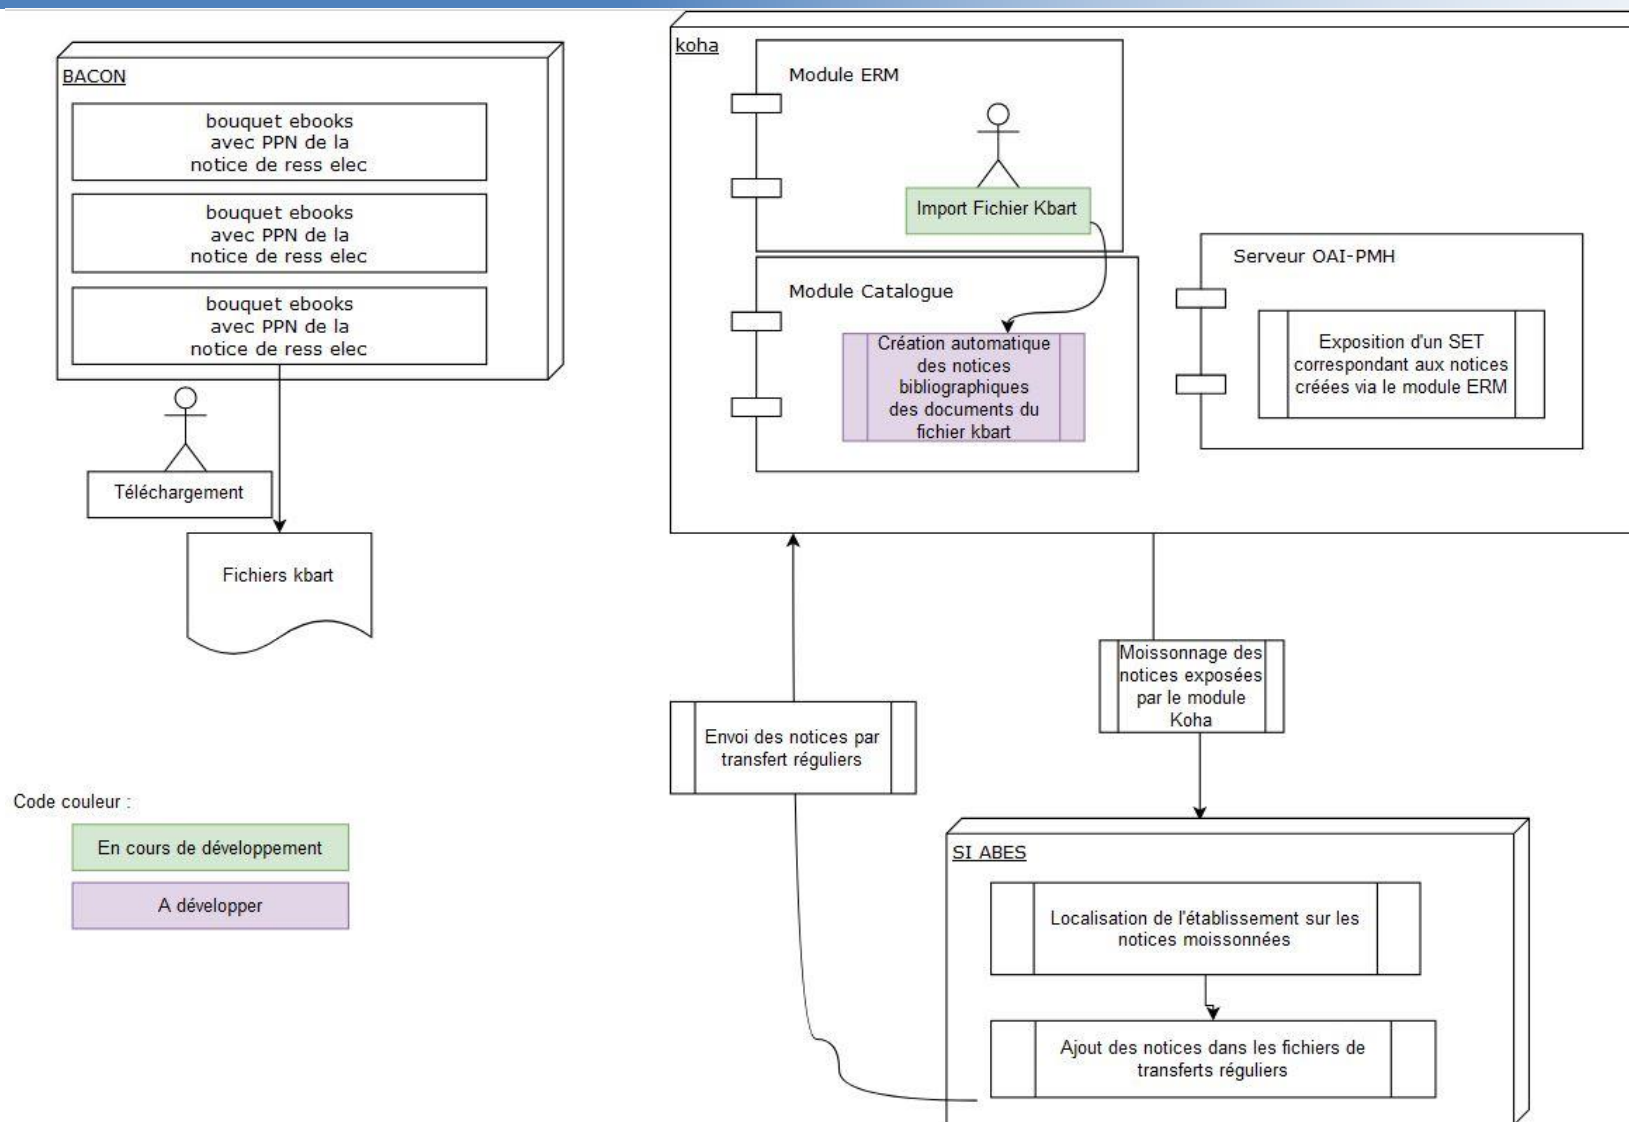 BACON
bouquet ebooks
avec PPN de la
notice de ress elec
bouquet ebooks
avec PPN de la
notice de ress elec
bouquet ebooks
avec PPN de la
notice de ress elec
Téléchargement
Fichiers kbart
Code couleur :
En cours de développement
A développer
koha
Module ERM
Import Fichier Kbart
Module Catalogue
Création automatique
des notices
bibliographiques
des documents du
fichier kbart
Serveur OAI-PMH
Exposition d'un SET
correspondant aux notices
créées via le module ERM
Moissonnage des
notices exposées
par le module
Koha
Envoi des notices par
transfert réguliers
SI ABES
Localisation de l'établissement sur les
notices moissonnées
Ajout des notices dans les fichiers de
transferts réguliers